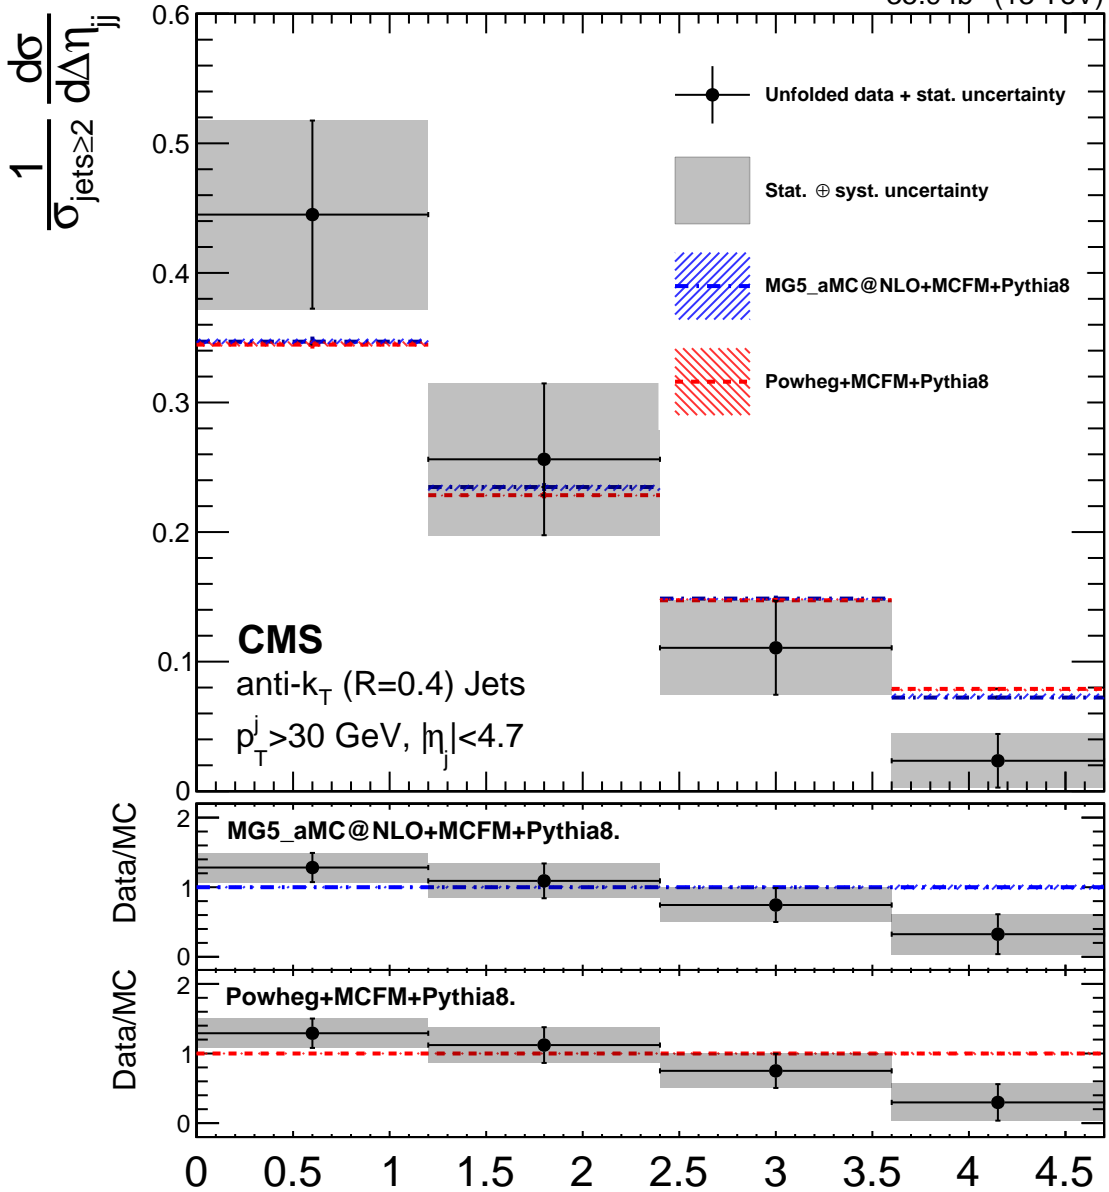 0.6
1 dσ
σjets≥2 dΔηjj
Unfolded data + stat. uncertainty
0.5
Stat. ⊕ syst. uncertainty
0.4
MG5_aMC@NLO+MCFM+Pythia8
Powheg+MCFM+Pythia8
0.3
0.2
CMS
0.1
anti-kT (R=0.4) Jets
pTj>30 GeV, |ηj|<4.7
0
Data/MC
2
MG5_aMC@NLO+MCFM+Pythia8.
1
0
Data/MC
2
Powheg+MCFM+Pythia8.
1
0
0 0.5 1 1.5 2 2.5 3 3.5 4 4.5